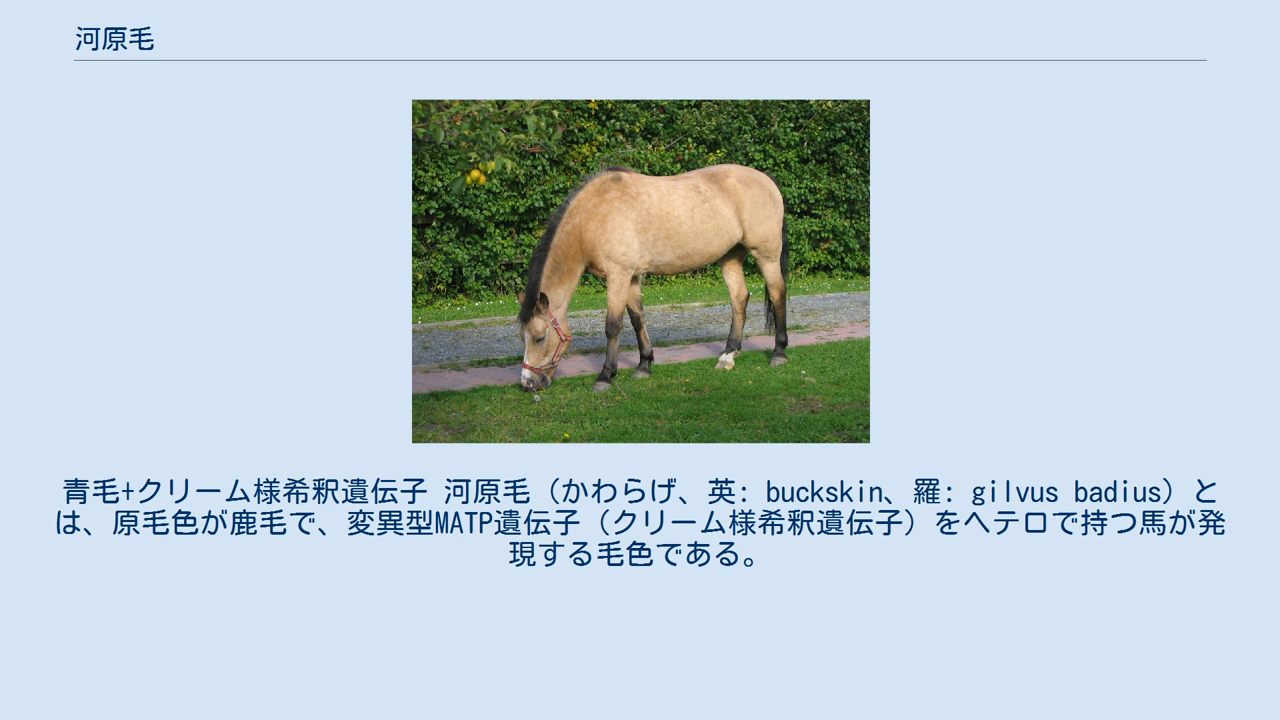 河原毛
青毛+クリーム様希釈遺伝子 河原毛（かわらげ、英: buckskin、羅: gilvus badius）と
は、原毛色が鹿毛で、変異型MATP遺伝子（クリーム様希釈遺伝子）をヘテロで持つ馬が発
現する毛色である。